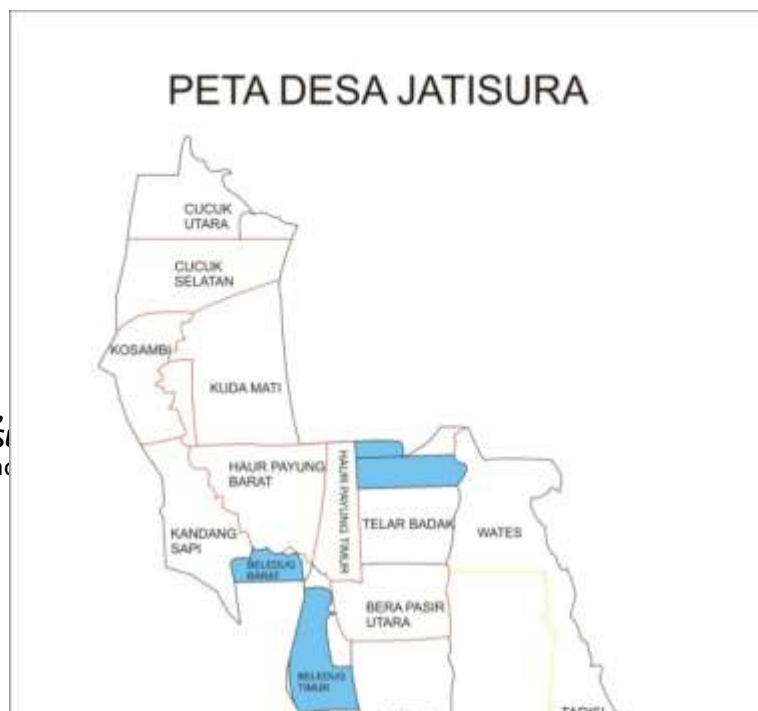 PETA DESA JATISURA
CUCUK
UTARA
CUCUK
SELATAN
KOSAMBI
KUDA MATI
HAUR PAYUNG
BARAT
HAUR PAYUNG TIMUR
TELAR BADAK
WATES
KANDANG
SAPI
BELEDUG
BARAT
BERA PASIR
UTARA
BELEDUG
TIMUR